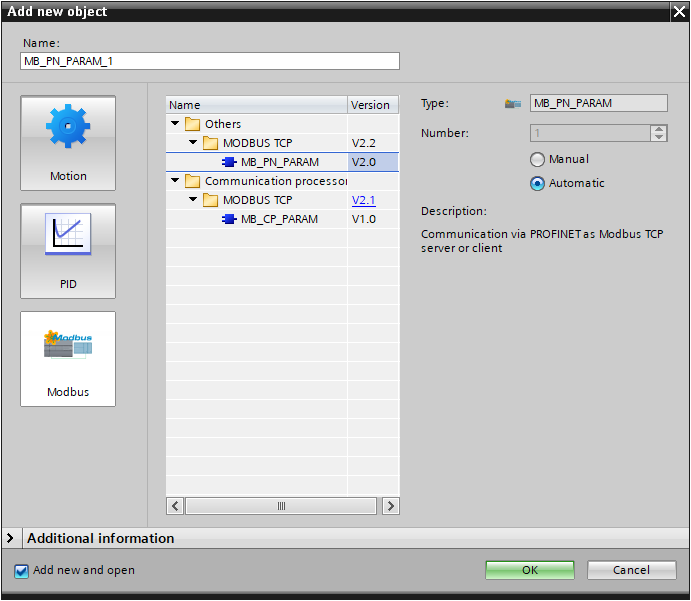 Add new object
Name:
MB_PN_PARAM_1
Motion
PID
Modbus
Modbus
Name Version
Others
MODBUS TCP V2.2
MB_PN_PARAM V2.0
Communication processor
MODBUS TCP V2.1
MB_CP_PARAM V1.0
Type: MB_PN_PARAM
Number: 1
Manual
Automatic
Description:
Communication via PROFINET as Modbus TCP
server or client
Additional information
Add new and open
OK
Cancel